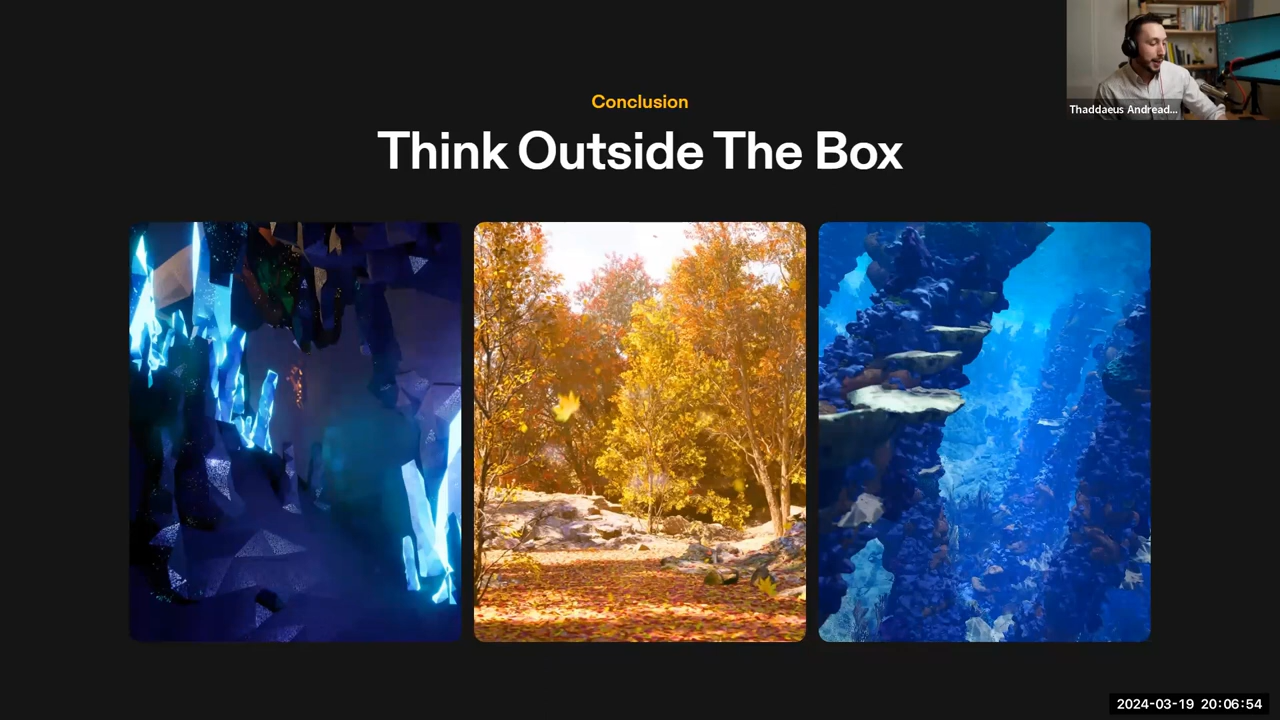 Conclusion
Think Outside The Box
Thaddaeus Andread...
2024-03-19 20:06:54